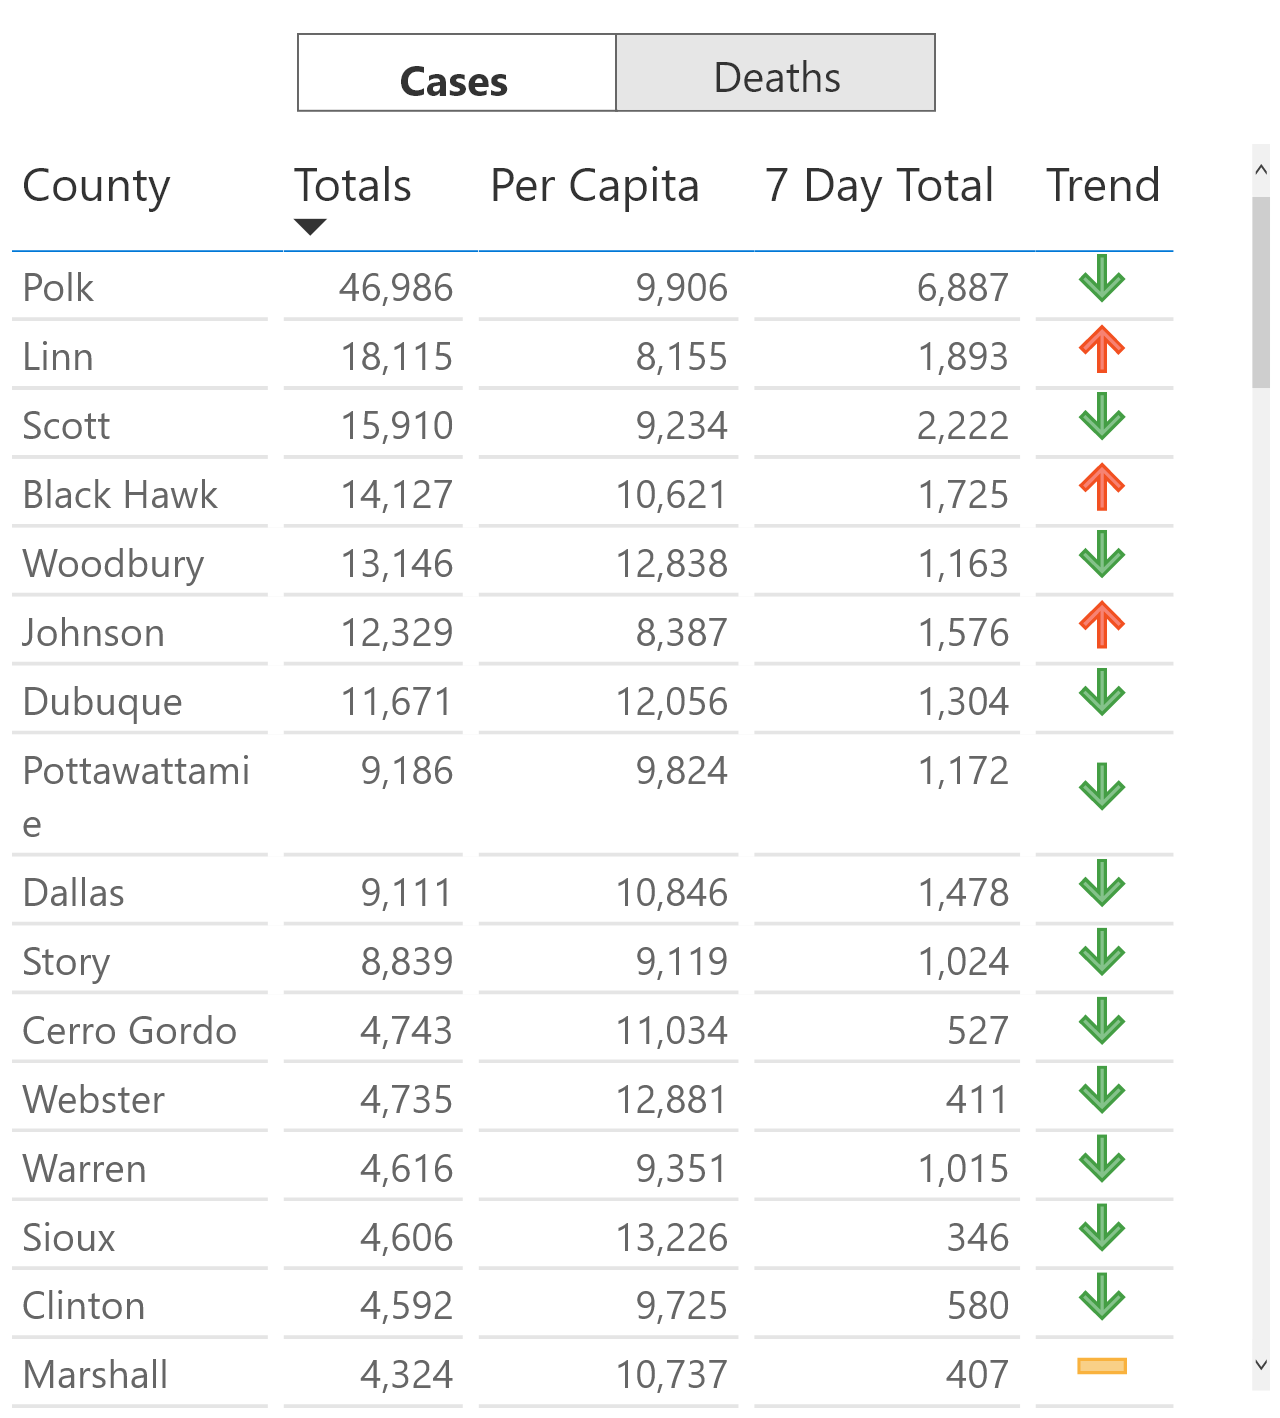 Cases Deaths
County Totals Per Capita 7 Day Total Trend
Polk 46,986 9,906 6,887
Linn 18,115 8,155 1,893
Scott 15,910 9,234 2,222
Black Hawk 14,127 10,621 1,725
Woodbury 13,146 12,838 1,163
Johnson 12,329 8,387 1,576
Dubuque 11,671 12,056 1,304
Pottawattami 9,186 9,824 1,172
e
Dallas 9,111 10,846 1,478
Story 8,839 9,119 1,024
Cerro Gordo 4,743 11,034 527
Webster 4,735 12,881 411
Warren 4,616 9,351 1,015
Sioux 4,606 13,226 346
Clinton 4,592 9,725 580
Marshall 4,324 10,737 407